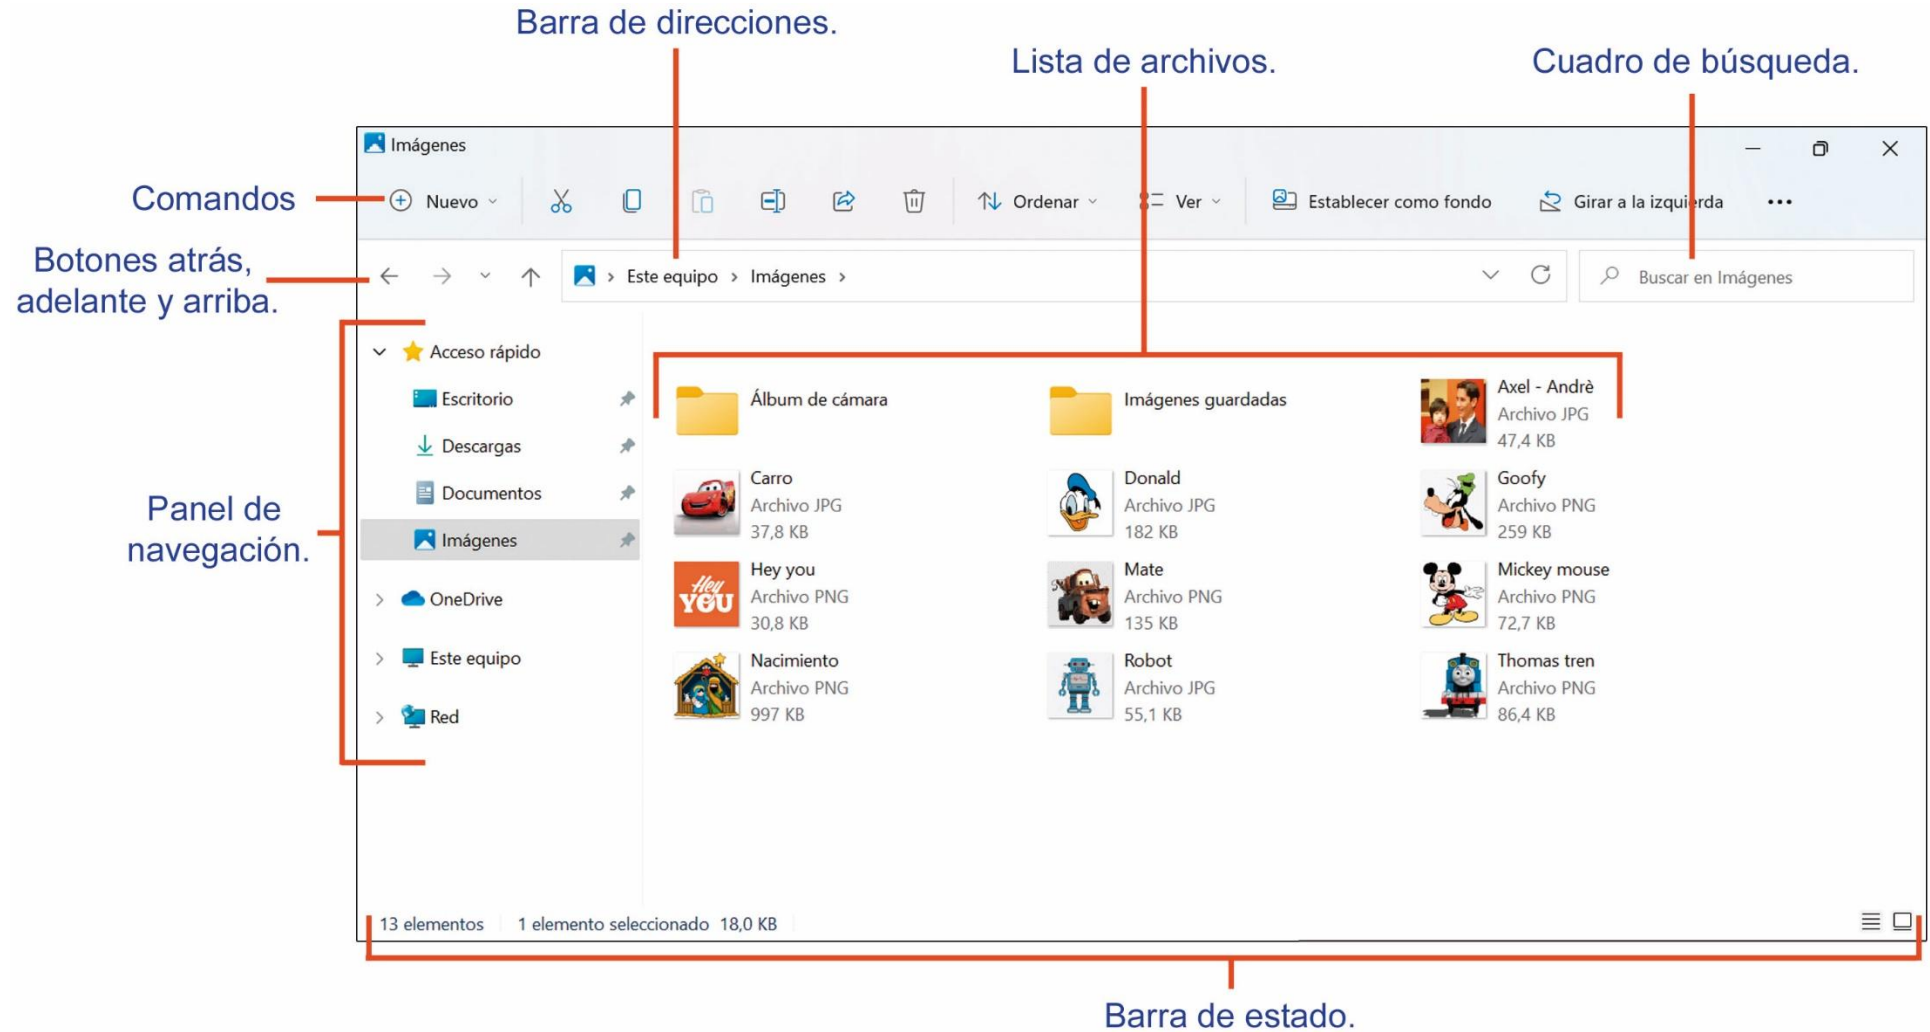 Barra de direcciones.
Lista de archivos.
Cuadro de búsqueda.
Imágenes
Comandos
Nuevo
Ordenar
Ver
Establecer como fondo
Girar a la izquierda
Botones atrás,
adelante y arriba.
Este equipo
Imágenes
Buscar en Imágenes
Panel de
navegación.
Acceso rápido
Escritorio
Descargas
Documentos
Imágenes
OneDrive
Este equipo
Red
Álbum de cámara
Imágenes guardadas
Axel - Andrè
Archivo JPG
47,4 KB
Carro
Archivo JPG
37,8 KB
Donald
Archivo JPG
182 KB
Goofy
Archivo PNG
259 KB
Hey
YOU
Hey you
Archivo PNG
30,8 KB
Mate
Archivo PNG
135 KB
Mickey mouse
Archivo PNG
72,7 KB
Nacimiento
Archivo PNG
997 KB
Robot
Archivo JPG
55,1 KB
Thomas tren
Archivo PNG
86,4 KB
13 elementos
1 elemento seleccionado 18,0 KB
Barra de estado.